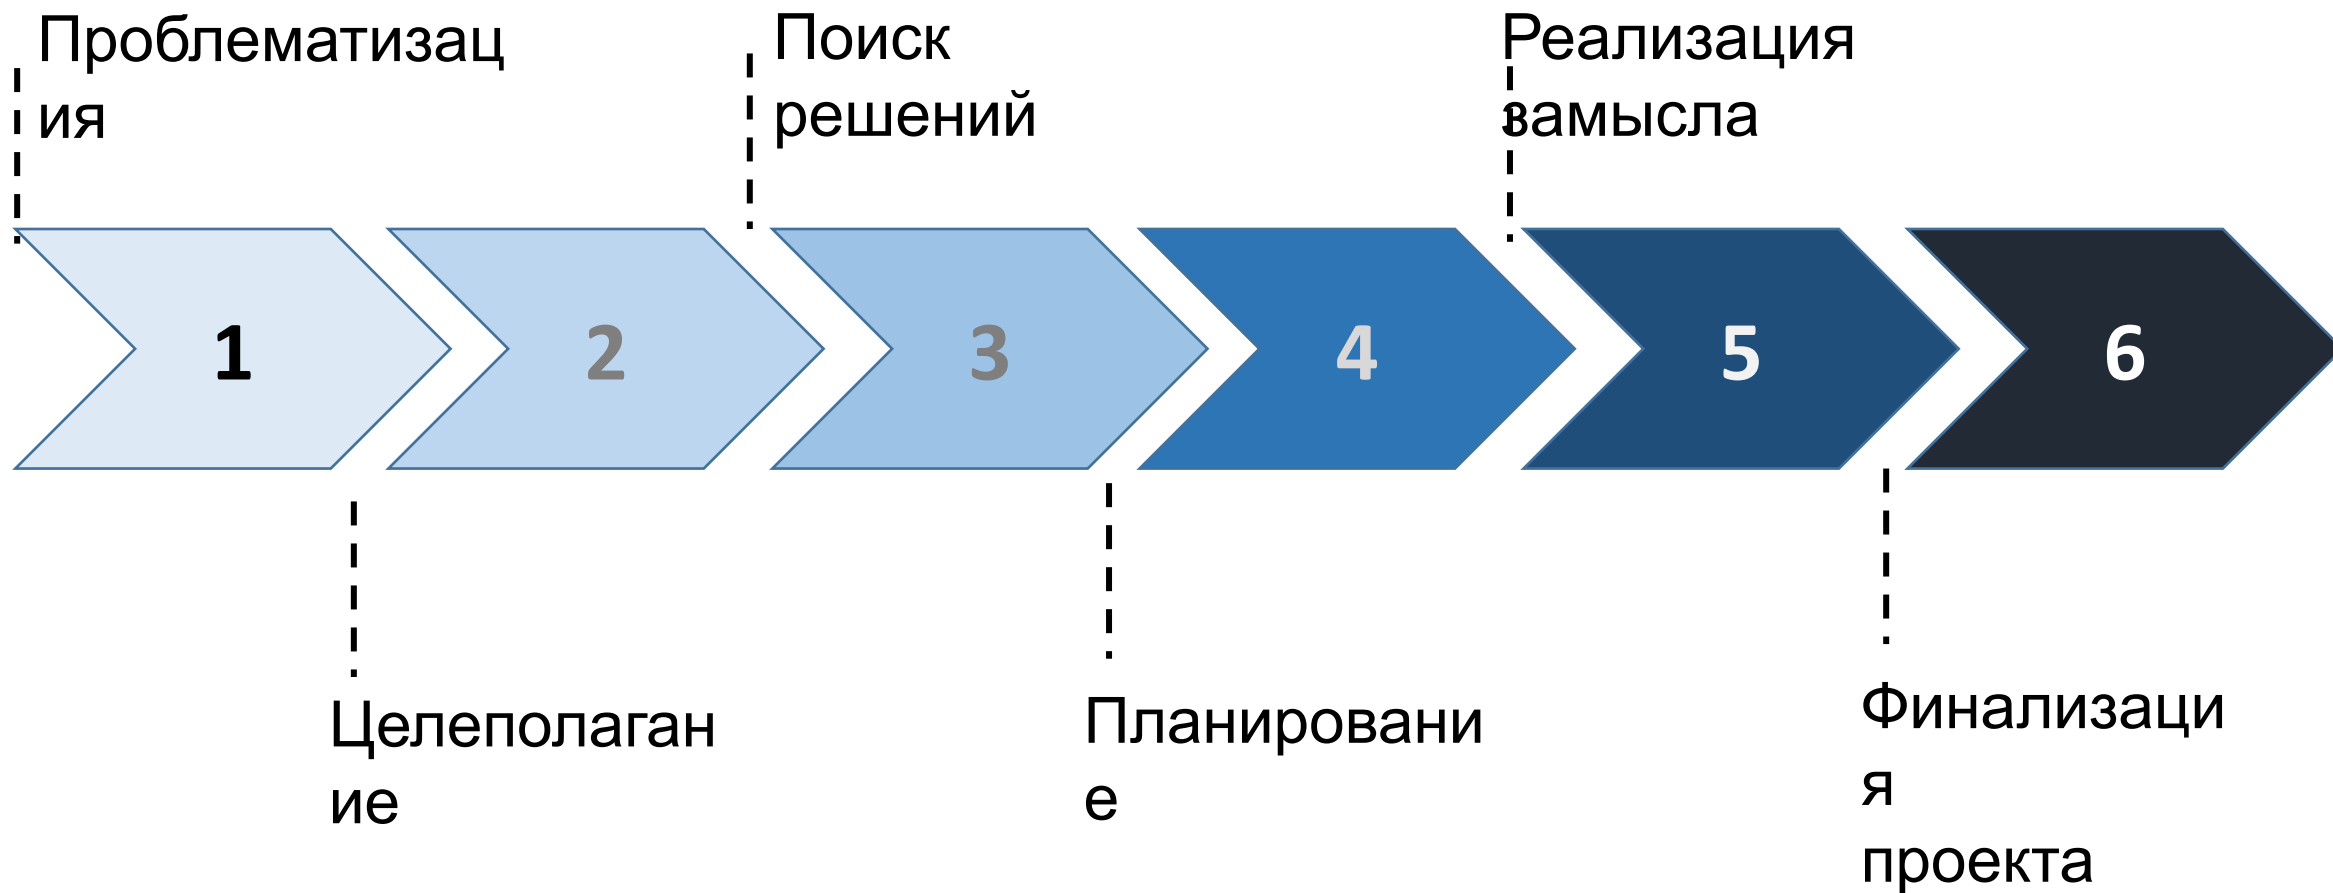 Проблематизац
ия
Поиск
решений
Реализация
замысла
1
2
3
4
5
6
Целеполаган
ие
Планировани
е
Финализаци
я
проекта